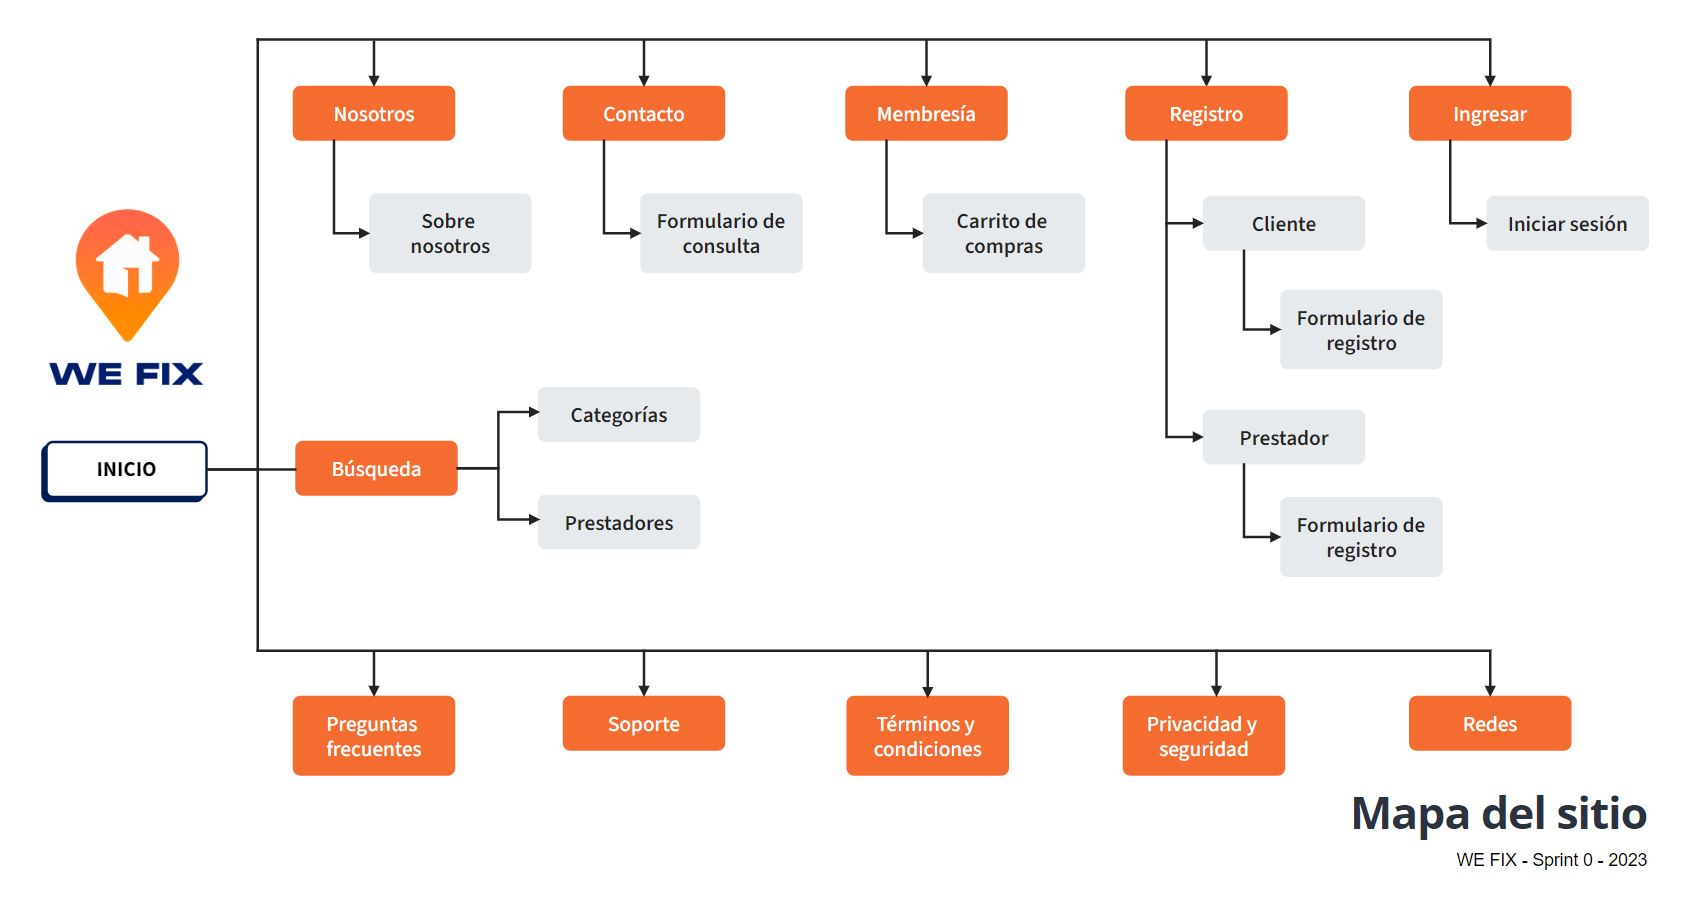 Nosotros
Contacto
Membresía
Registro
Ingresar
Sobre
nosotros
Formulario de
consulta
Carrito de
compras
Cliente
Iniciar sesión
Formulario de
registro
WE FIX
Categorías
Prestador
INICIO
Búsqueda
Prestadores
Formulario de
registro
Preguntas
frecuentes
Soporte
Términos y
condiciones
Privacidad y
seguridad
Redes
Mapa del sitio
WE FIX - Sprint 0 - 2023